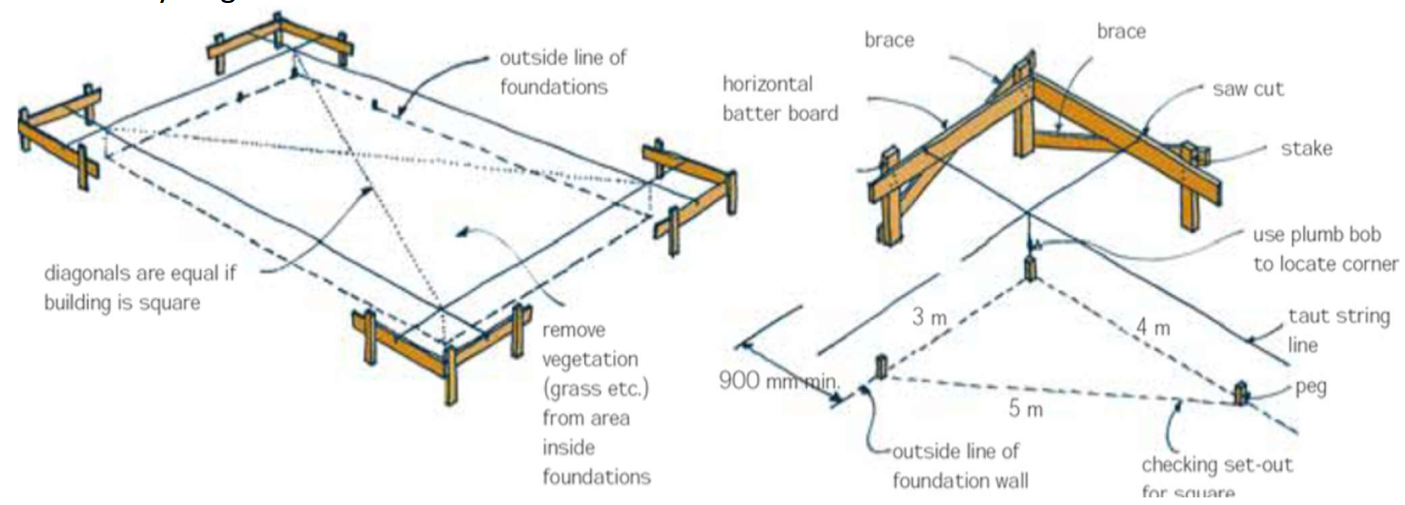 outside line of
foundations
diagonals are equal if
building is square
remove
vegetation
(grass etc.)
from area
inside
foundations
brace
brace
horizontal
batter board
saw cut
stake
use plumb bob
to locate corner
3 m
4 m
taut string
line
900 mm min.
peg
5 m
outside line of
foundation wall
checking set-out
for square